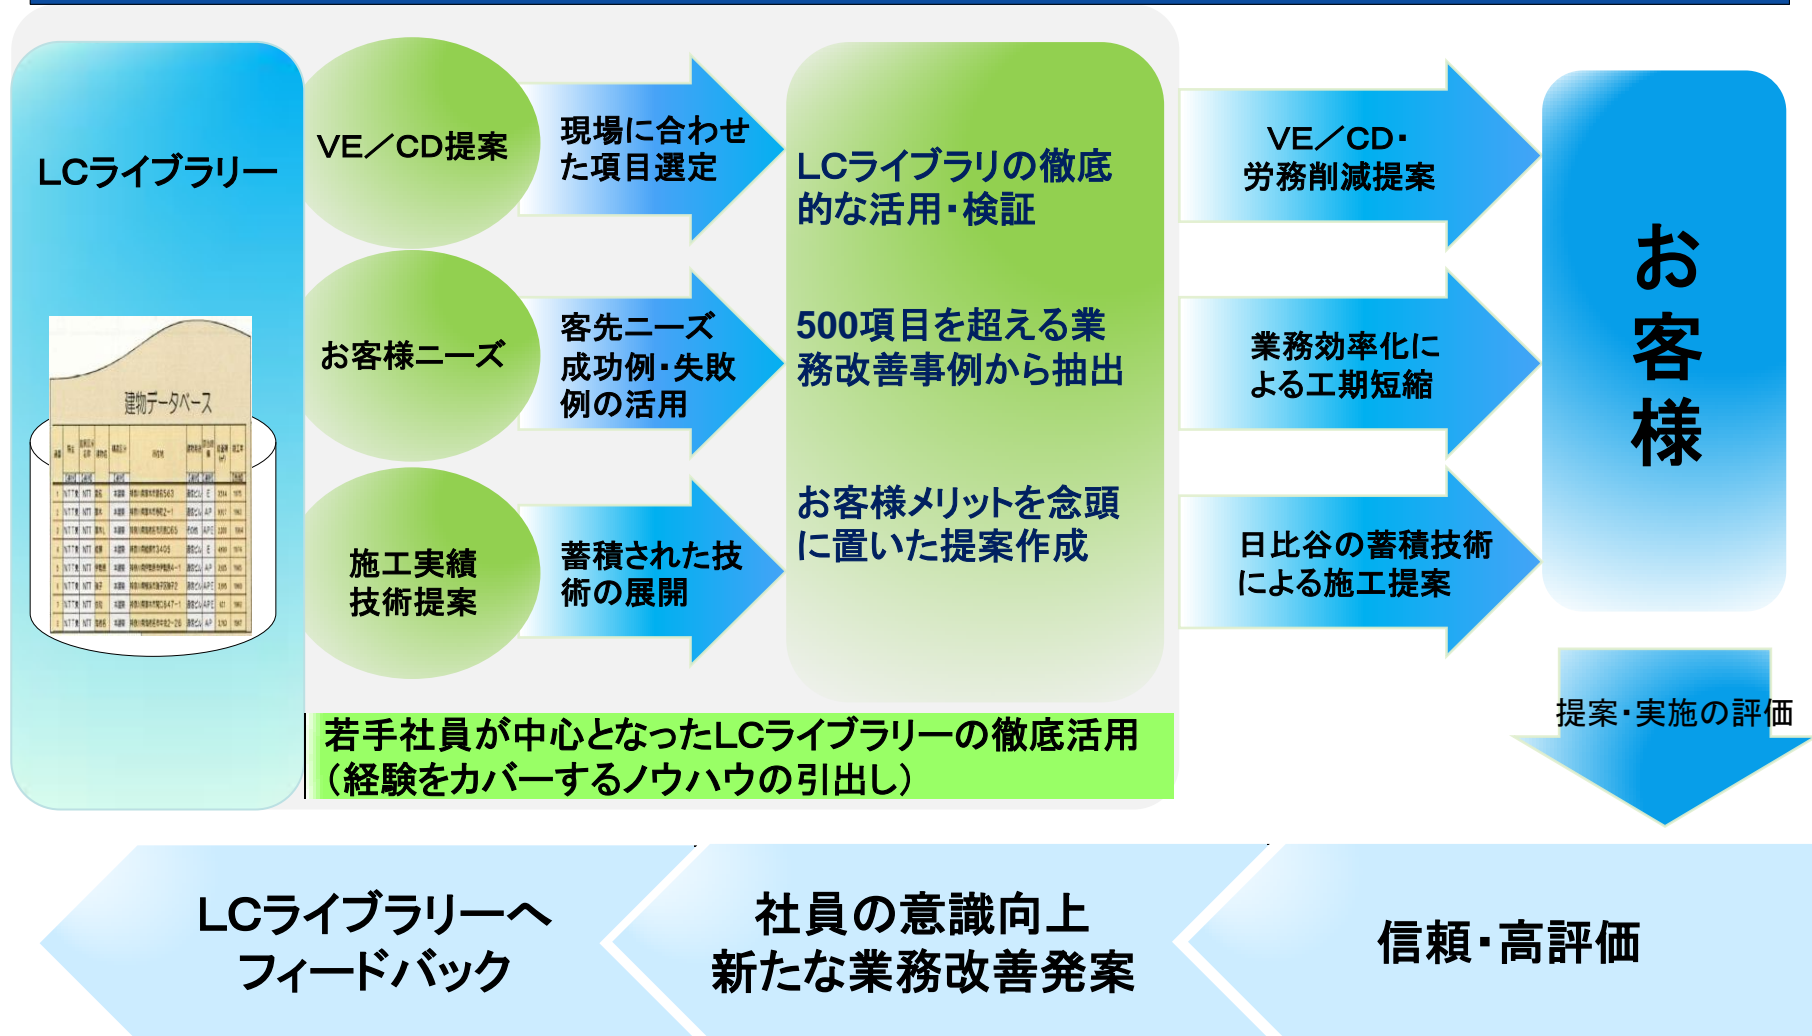 LCライブラリー
建物データベース
VE／CD提案
お客様ニーズ
施工実績
技術提案
現場に合わせ
た項目選定
客先ニーズ
成功例・失敗
例の活用
蓄積された技
術の展開
LCライブラリの徹底
的な活用・検証
500項目を超える業
務改善事例から抽出
お客様メリットを念頭
に置いた提案作成
若手社員が中心となったLCライブラリーの徹底活用
（経験をカバーするノウハウの引出し）
VE／CD・
労務削減提案
業務効率化に
よる工期短縮
日比谷の蓄積技術
による施工提案
お客様
提案・実施の評価
信頼・高評価
社員の意識向上
新たな業務改善発案
LCライブラリーへ
フィードバック